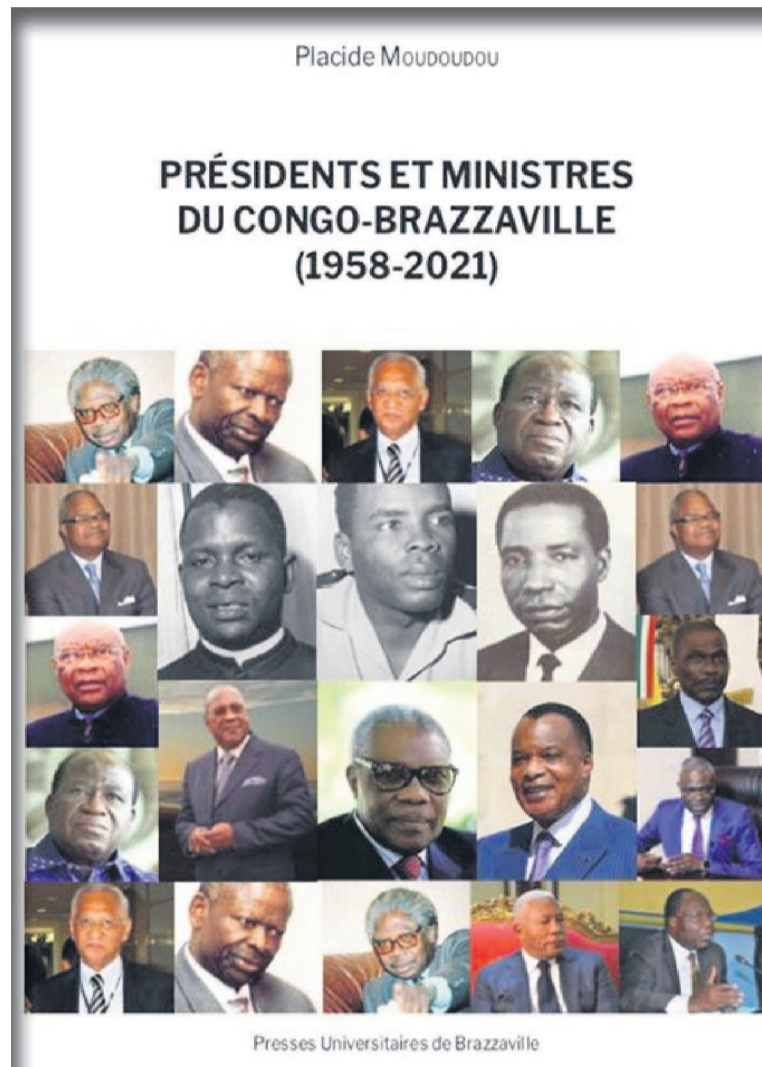 Placide MOUDOUDOU
PRÉSIDENTS ET MINISTRES
DU CONGO-BRAZZAVILLE
(1958-2021)
Presses Universitaires de Brazzaville